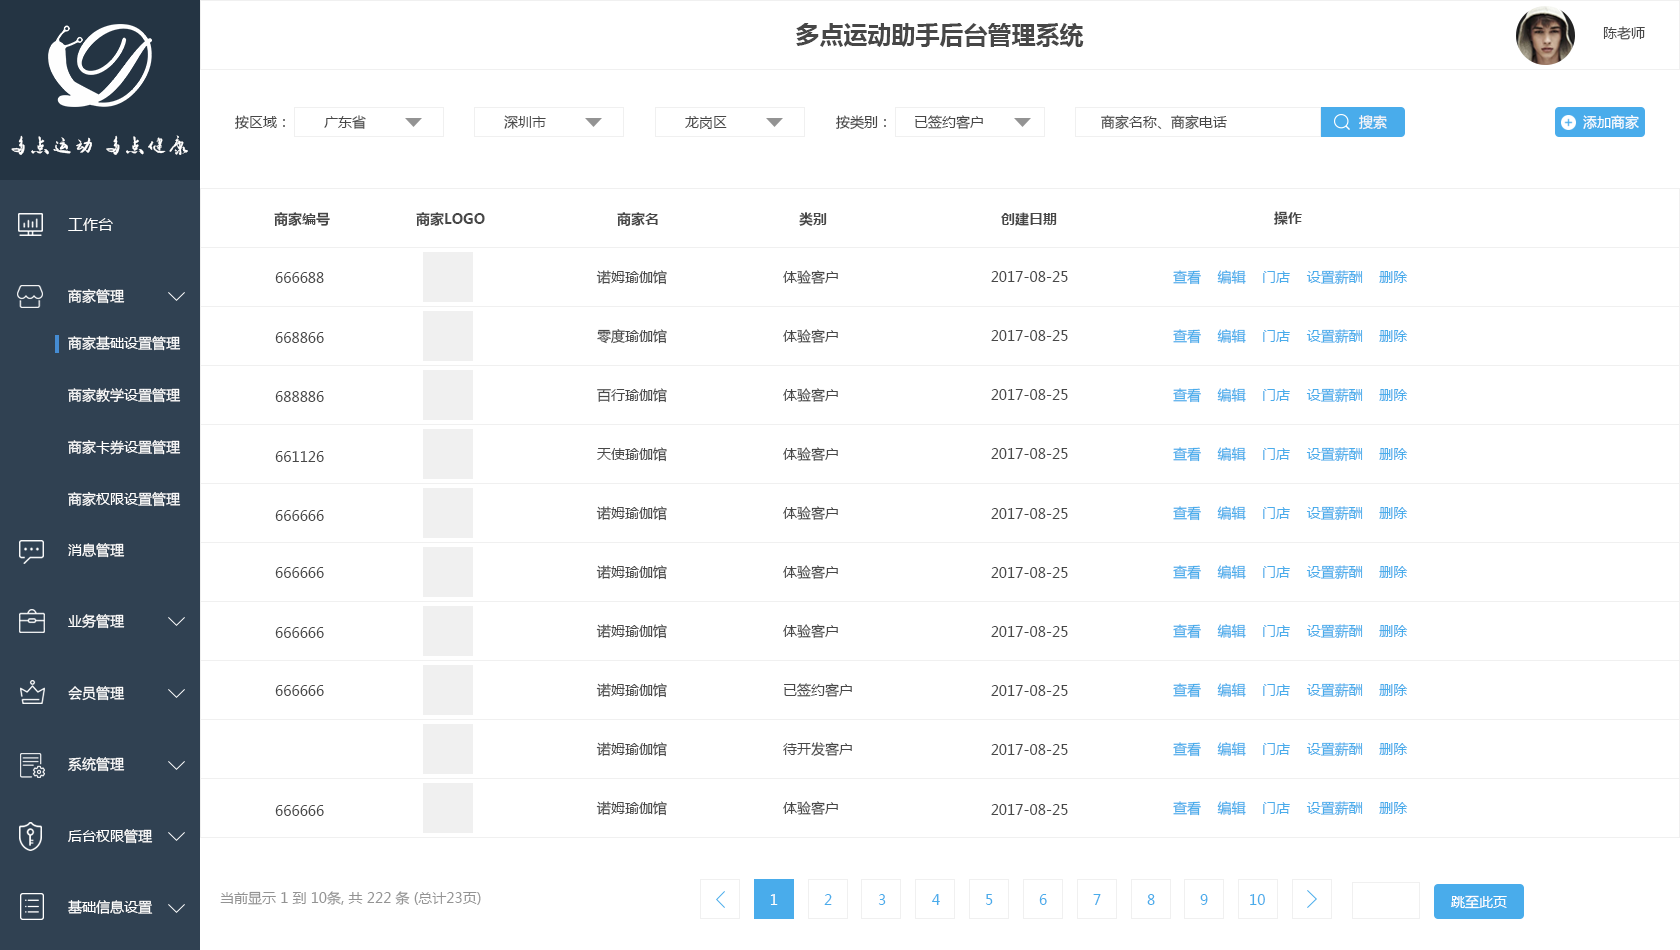 多点运动 多点健康
工作台
商家管理
商家基础设置管理
商家教学设置管理
商家卡券设置管理
商家权限设置管理
消息管理
业务管理
会员管理
系统管理
后台权限管理
基础信息设置
多点运动助手后台管理系统
陈老师
按区域： 广东省 深圳市 龙岗区 按类别： 已签约客户 商家名称、商家电话 搜索 添加商家
商家编号 商家LOGO 商家名 类别 创建日期 操作
666688 诺姆瑜伽馆 体验客户 2017-08-25 查看 编辑 门店 设置薪酬 删除
668866 零度瑜伽馆 体验客户 2017-08-25 查看 编辑 门店 设置薪酬 删除
688886 百行瑜伽馆 体验客户 2017-08-25 查看 编辑 门店 设置薪酬 删除
661126 天使瑜伽馆 体验客户 2017-08-25 查看 编辑 门店 设置薪酬 删除
666666 诺姆瑜伽馆 体验客户 2017-08-25 查看 编辑 门店 设置薪酬 删除
666666 诺姆瑜伽馆 体验客户 2017-08-25 查看 编辑 门店 设置薪酬 删除
666666 诺姆瑜伽馆 体验客户 2017-08-25 查看 编辑 门店 设置薪酬 删除
666666 诺姆瑜伽馆 已签约客户 2017-08-25 查看 编辑 门店 设置薪酬 删除
诺姆瑜伽馆 待开发客户 2017-08-25 查看 编辑 门店 设置薪酬 删除
666666 诺姆瑜伽馆 体验客户 2017-08-25 查看 编辑 门店 设置薪酬 删除
当前显示 1 到 10条, 共 222 条 (总计23页) 1 2 3 4 5 6 7 8 9 10 跳至此页